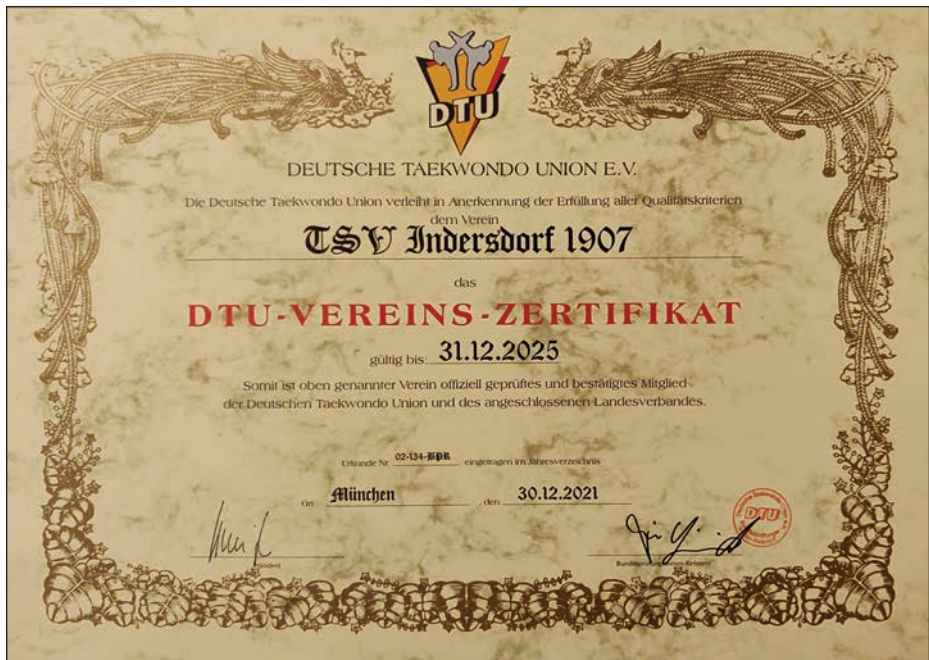 DTU
DEUTSCHE TAEKWONDO UNION E.V.
Die Deutsche Taekwondo Union verleiht in Anerkennung der Erfüllung aller Qualitätskriterien
dem Verein
TSV Indersdorf 1907
das
DTU-VEREINS-ZERTIFIKAT
gültig bis: 31.12.2025
Somit ist oben genannter Verein offiziell geprüftes und bestätigtes Mitglied
der Deutschen Taekwondo Union und des angeschlossenen Landesverbandes.
Urkunde Nr 02-134-BPR eingetragen im Jahresverzeichnis
Ort München, den 30.12.2021
DTU